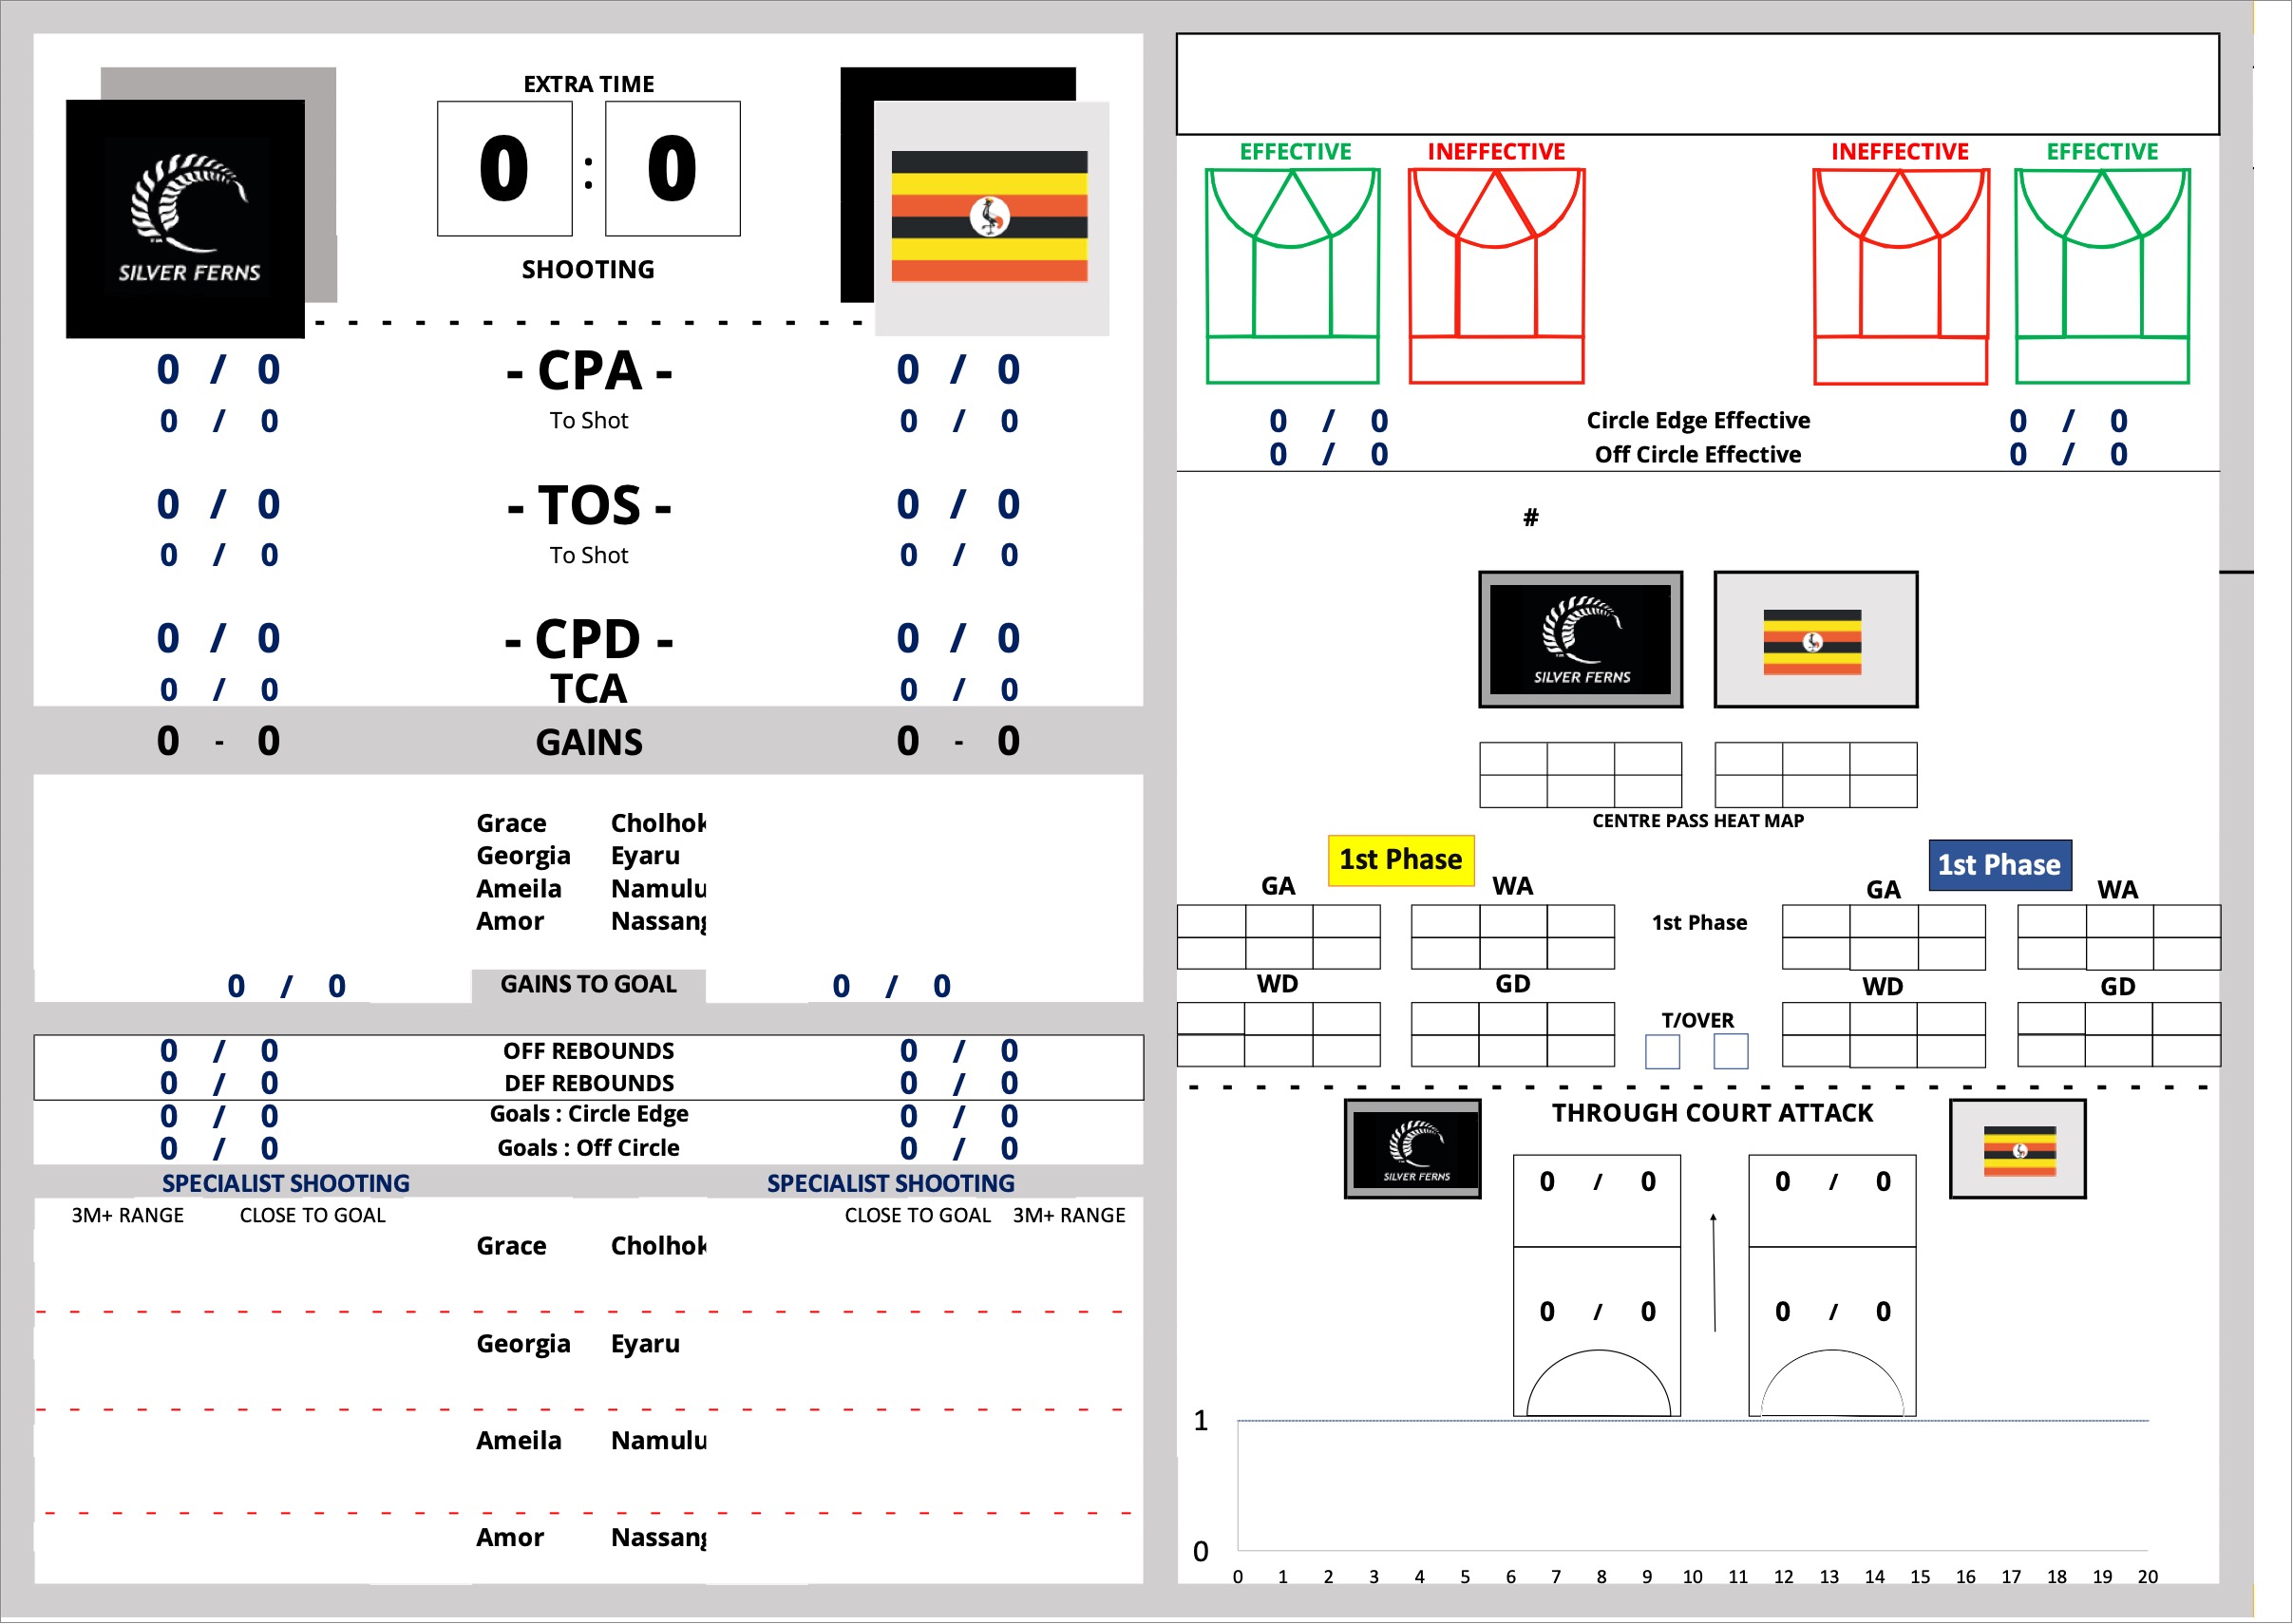 EXTRA TIME
0 : 0
SILVER FERNS
SHOOTING
0 / 0 - CPA - 0 / 0
0 / 0 To Shot 0 / 0
0 / 0 - TOS - 0 / 0
0 / 0 To Shot 0 / 0
0 / 0 - CPD - 0 / 0
0 / 0 TCA 0 / 0
0 - 0 GAINS 0 - 0
Grace Cholhok
Georgia Eyaru
Ameila Namulu
Amor Nassang
0 / 0 GAINS TO GOAL 0 / 0
0 / 0 OFF REBOUNDS 0 / 0
0 / 0 DEF REBOUNDS 0 / 0
0 / 0 Goals : Circle Edge 0 / 0
0 / 0 Goals : Off Circle 0 / 0
SPECIALIST SHOOTING SPECIALIST SHOOTING
3M+ RANGE CLOSE TO GOAL CLOSE TO GOAL 3M+ RANGE
Grace Cholhok
Georgia Eyaru
Ameila Namulu
Amor Nassang
EFFECTIVE INEFFECTIVE INEFFECTIVE EFFECTIVE
0 / 0 Circle Edge Effective 0 / 0
0 / 0 Off Circle Effective 0 / 0
#
SILVER FERNS
CENTRE PASS HEAT MAP
1st Phase 1st Phase
GA WA GA WA
1st Phase
WD GD WD GD
T/OVER
THROUGH COURT ATTACK
SILVER FERNS
0 / 0 0 / 0
0 / 0 0 / 0
1
0
0 1 2 3 4 5 6 7 8 9 10 11 12 13 14 15 16 17 18 19 20